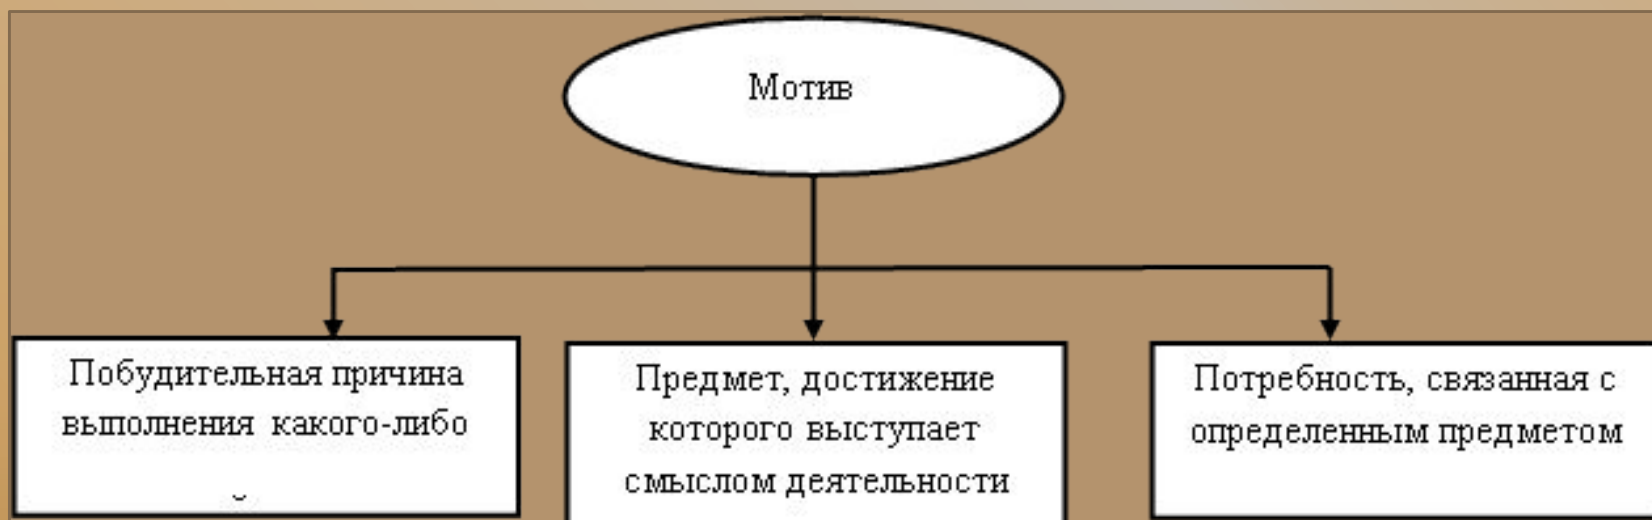 Мотив
Побудительная причина
выполнения какого-либо
Предмет, достижение
которого выступает
смыслом деятельности
Потребность, связанная с
определенным предметом